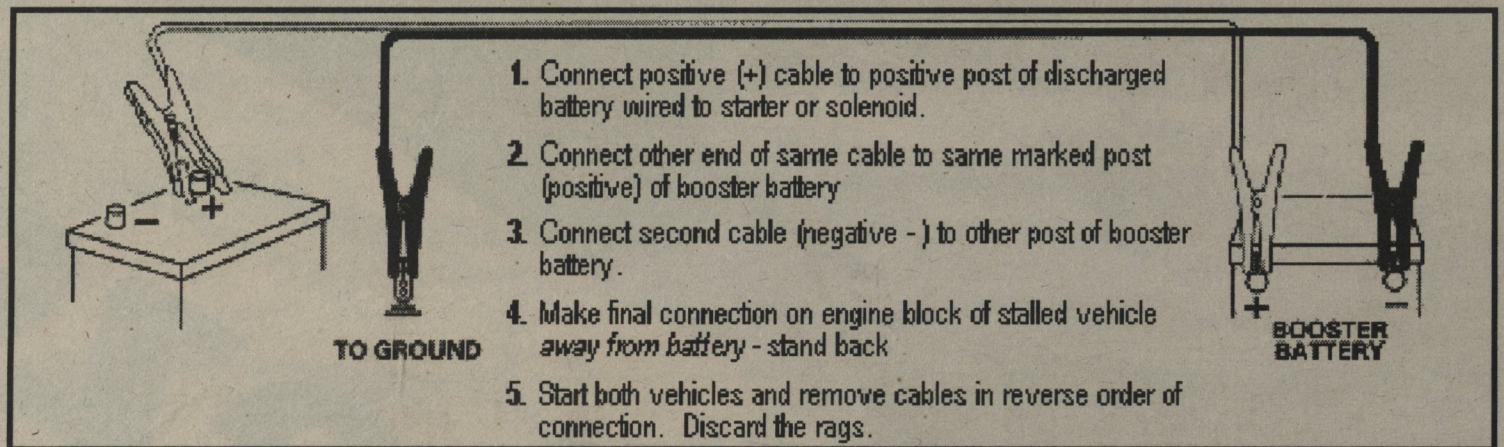 1. Connect positive (+) cable to positive post of discharged
battery wired to starter or solenoid.
2. Connect other end of same cable to same marked post
(positive) of booster battery
3. Connect second cable (negative - ) to other post of booster
battery.
4. Make final connection on engine block of stalled vehicle
away from battery - stand back
5. Start both vehicles and remove cables in reverse order of
connection. Discard the rags.
- +
TO GROUND
+ -
BOOSTER
BATTERY